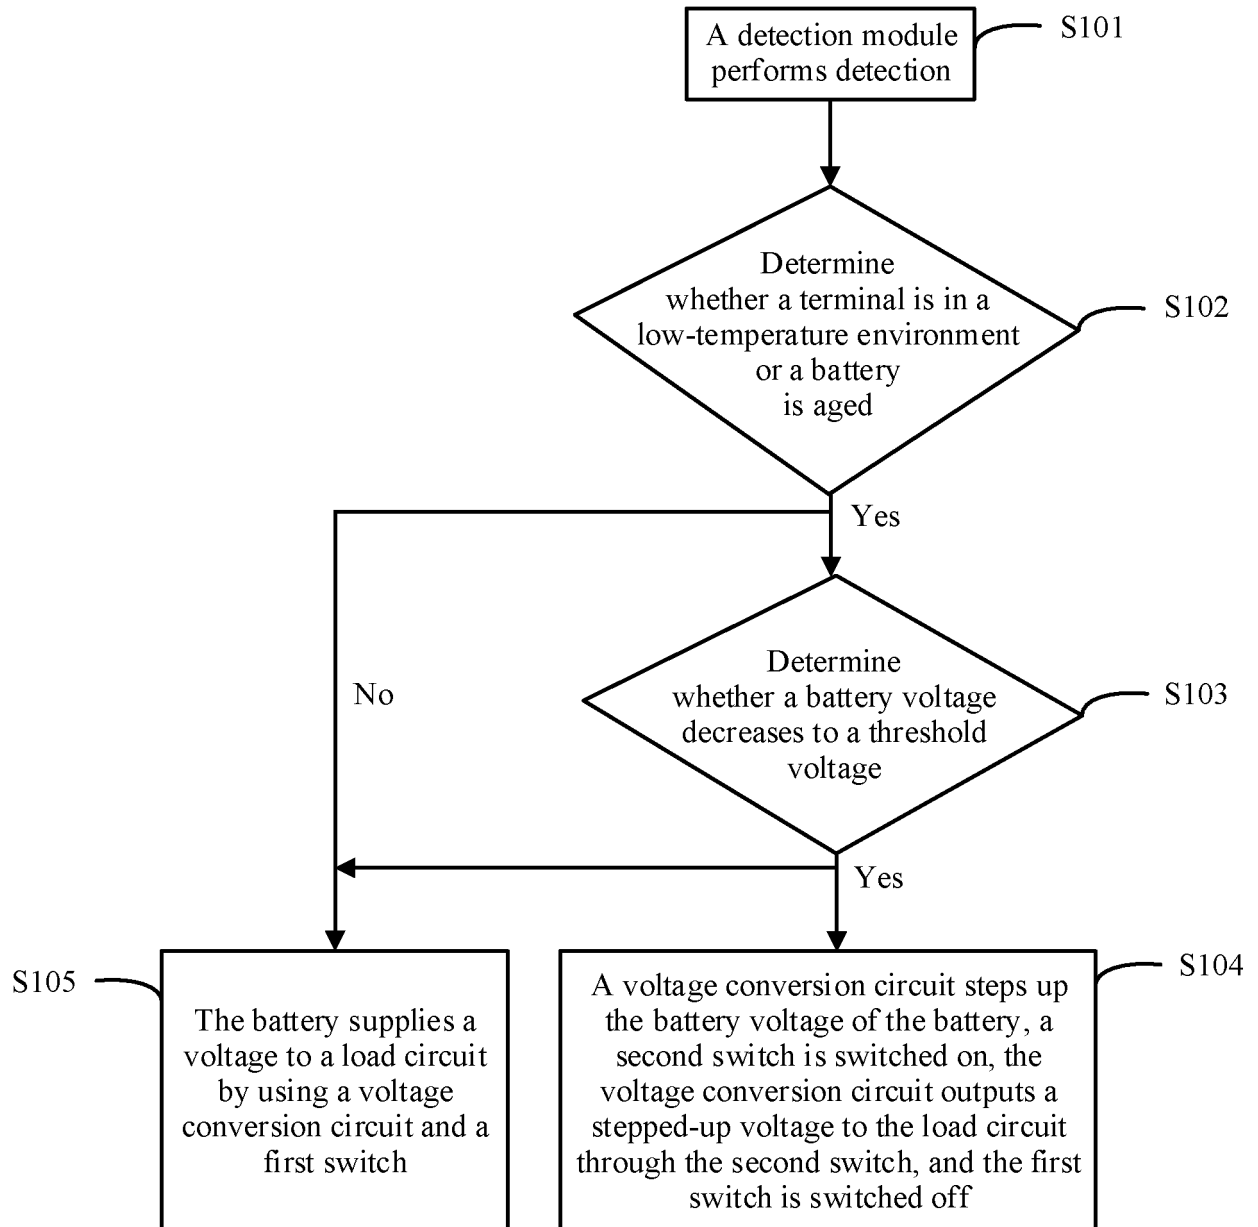 A detection module
performs detection
S101
Determine
whether a terminal is in a
low-temperature environment
or a battery
is aged
S102
Yes
No
Determine
whether a battery voltage
decreases to a threshold
voltage
S103
Yes
S105
The battery supplies a
voltage to a load circuit
by using a voltage
conversion circuit and a
first switch
S104
A voltage conversion circuit steps up
the battery voltage of the battery, a
second switch is switched on, the
voltage conversion circuit outputs a
stepped-up voltage to the load circuit
through the second switch, and the first
switch is switched off